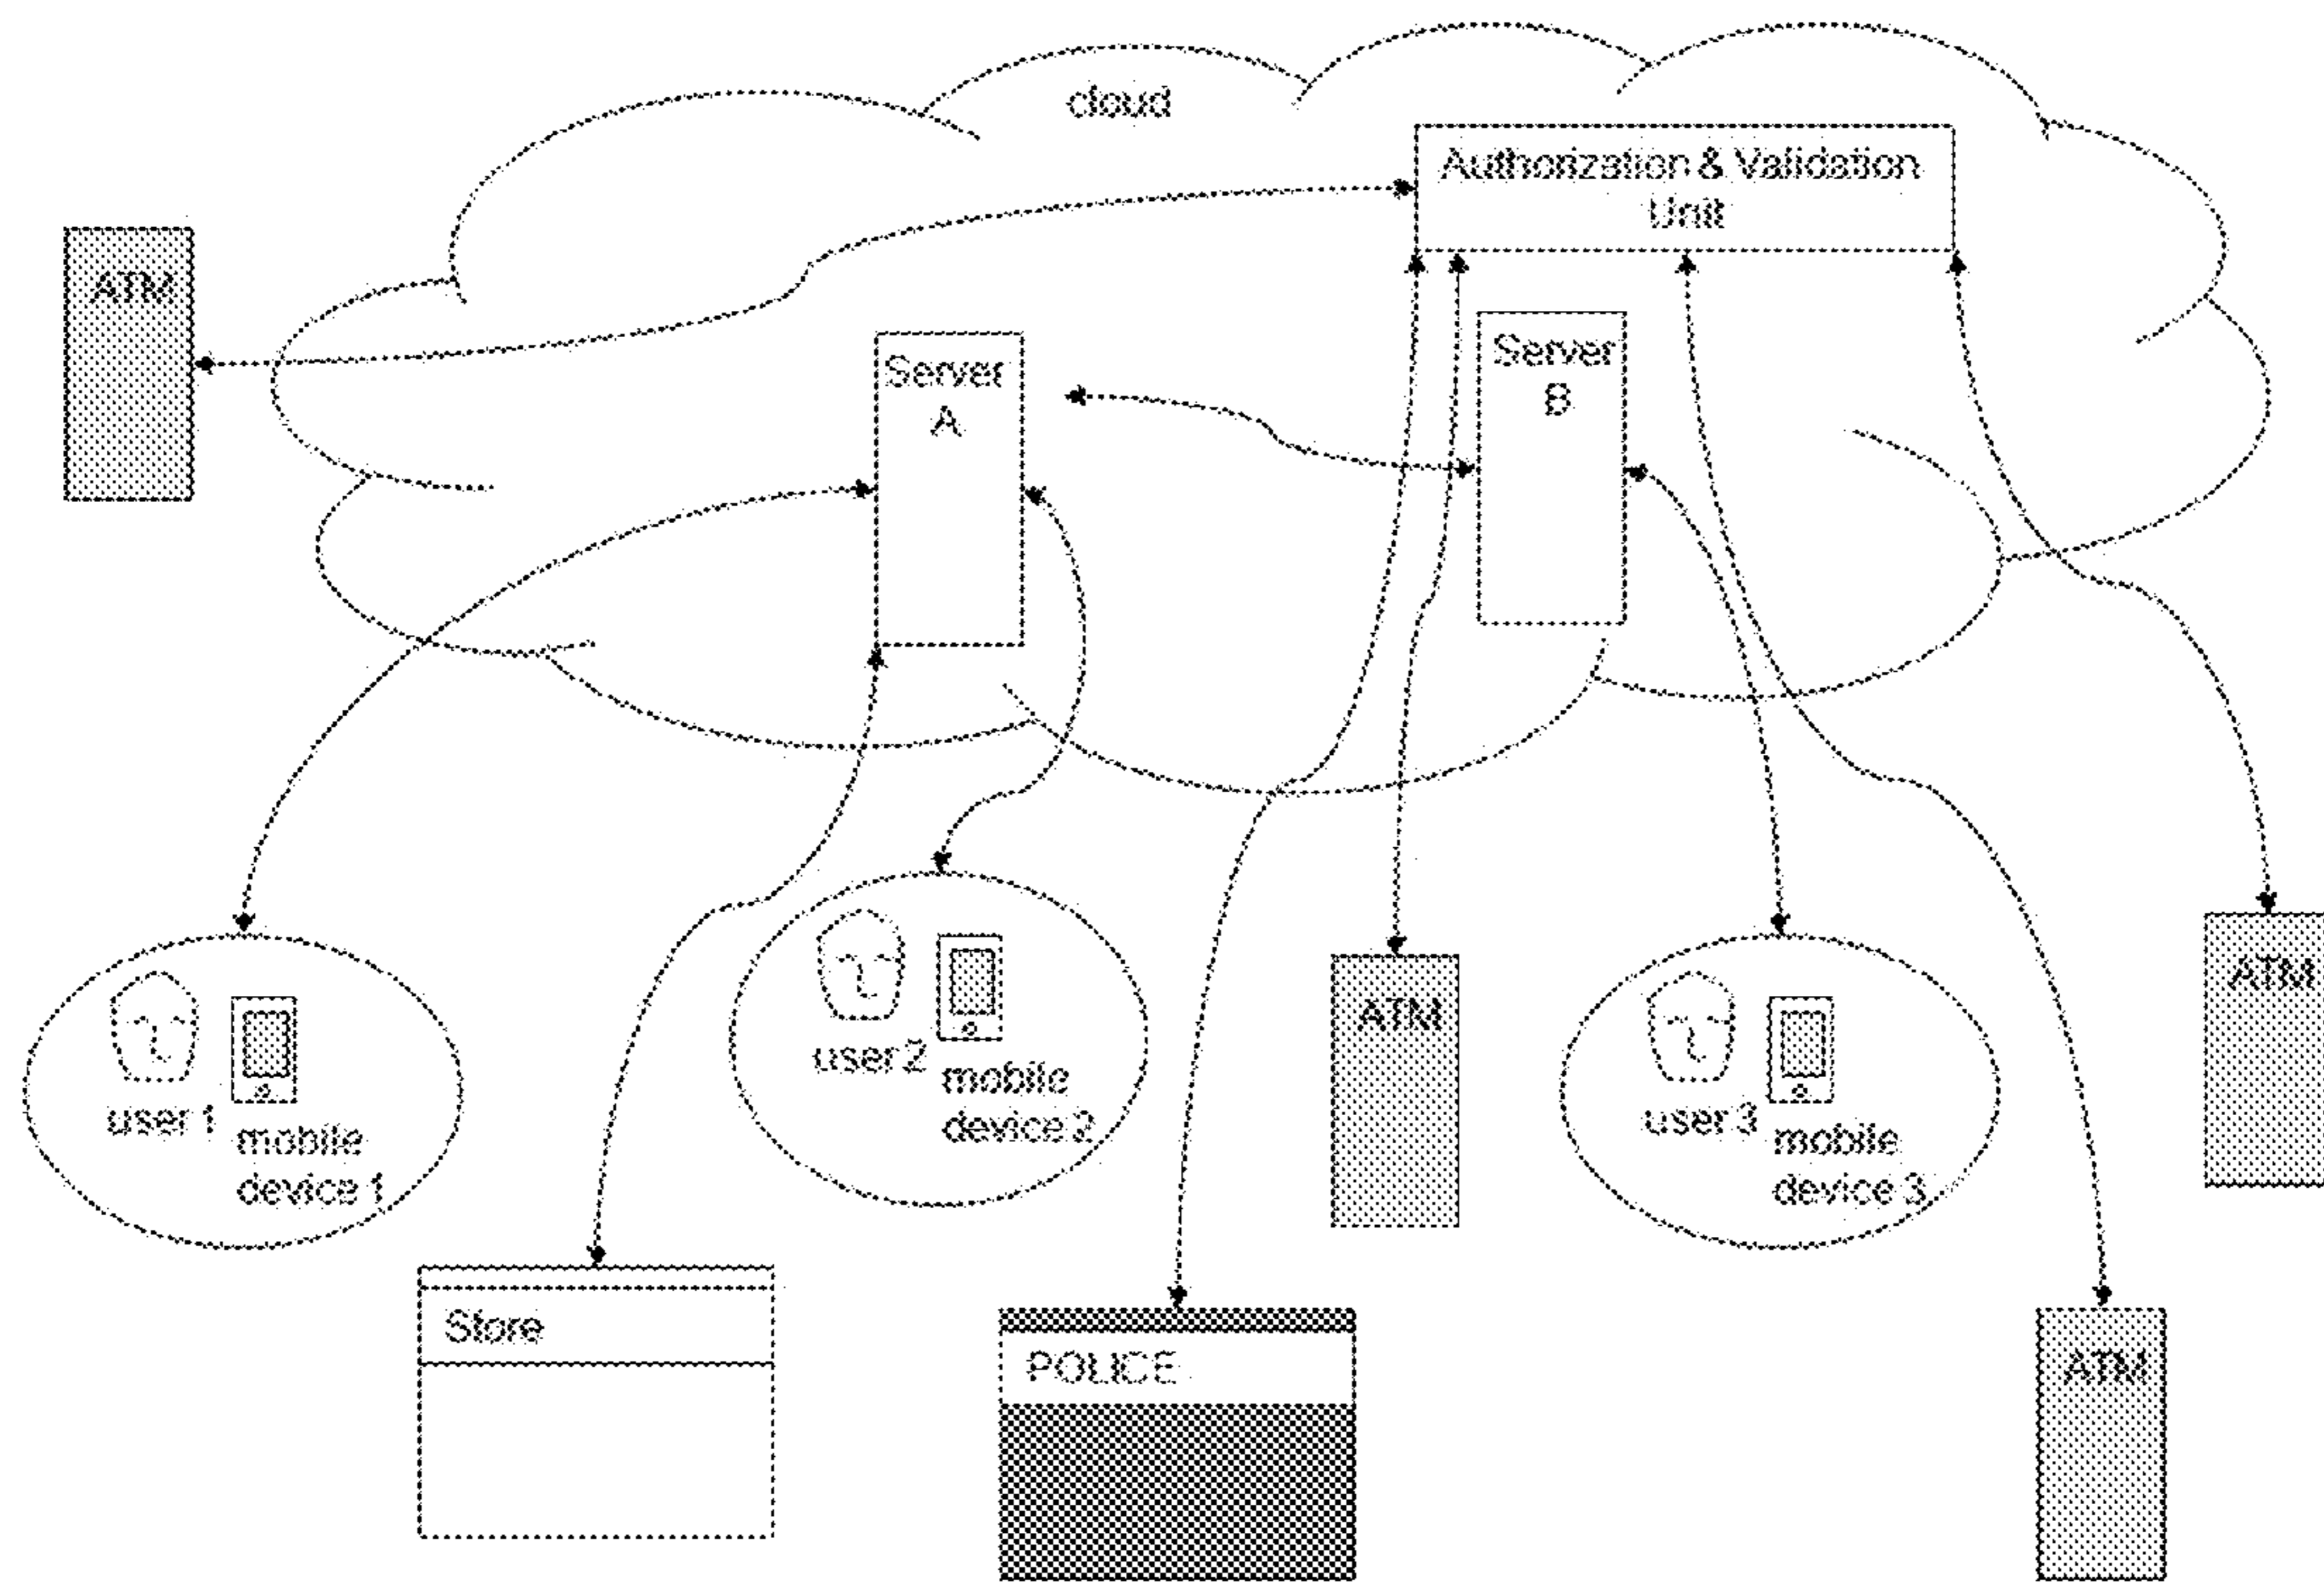 cloud
Authorization & Validation
Unit
ATM
Server
A
Server
B
user 1
mobile
device 1
user 2
mobile
device 2
ATM
user 3
mobile
device 3
ATM
Store
POLICE
ATM